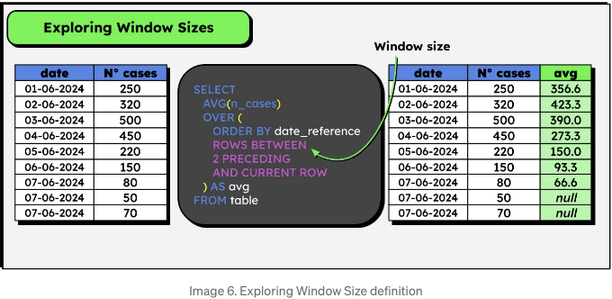 Exploring Window Sizes
Window size
date N° cases
01-06-2024 250
02-06-2024 320
03-06-2024 500
04-06-2024 450
05-06-2024 220
06-06-2024 150
07-06-2024 80
07-06-2024 50
07-06-2024 70
SELECT
AVG(n_cases)
OVER (
ORDER BY date_reference
ROWS BETWEEN
2 PRECEDING
AND CURRENT ROW
) AS avg
FROM table
date N° cases avg
01-06-2024 250 356.6
02-06-2024 320 423.3
03-06-2024 500 390.0
04-06-2024 450 273.3
05-06-2024 220 150.0
06-06-2024 150 93.3
07-06-2024 80 66.6
07-06-2024 50 null
07-06-2024 70 null
Image 6. Exploring Window Size definition